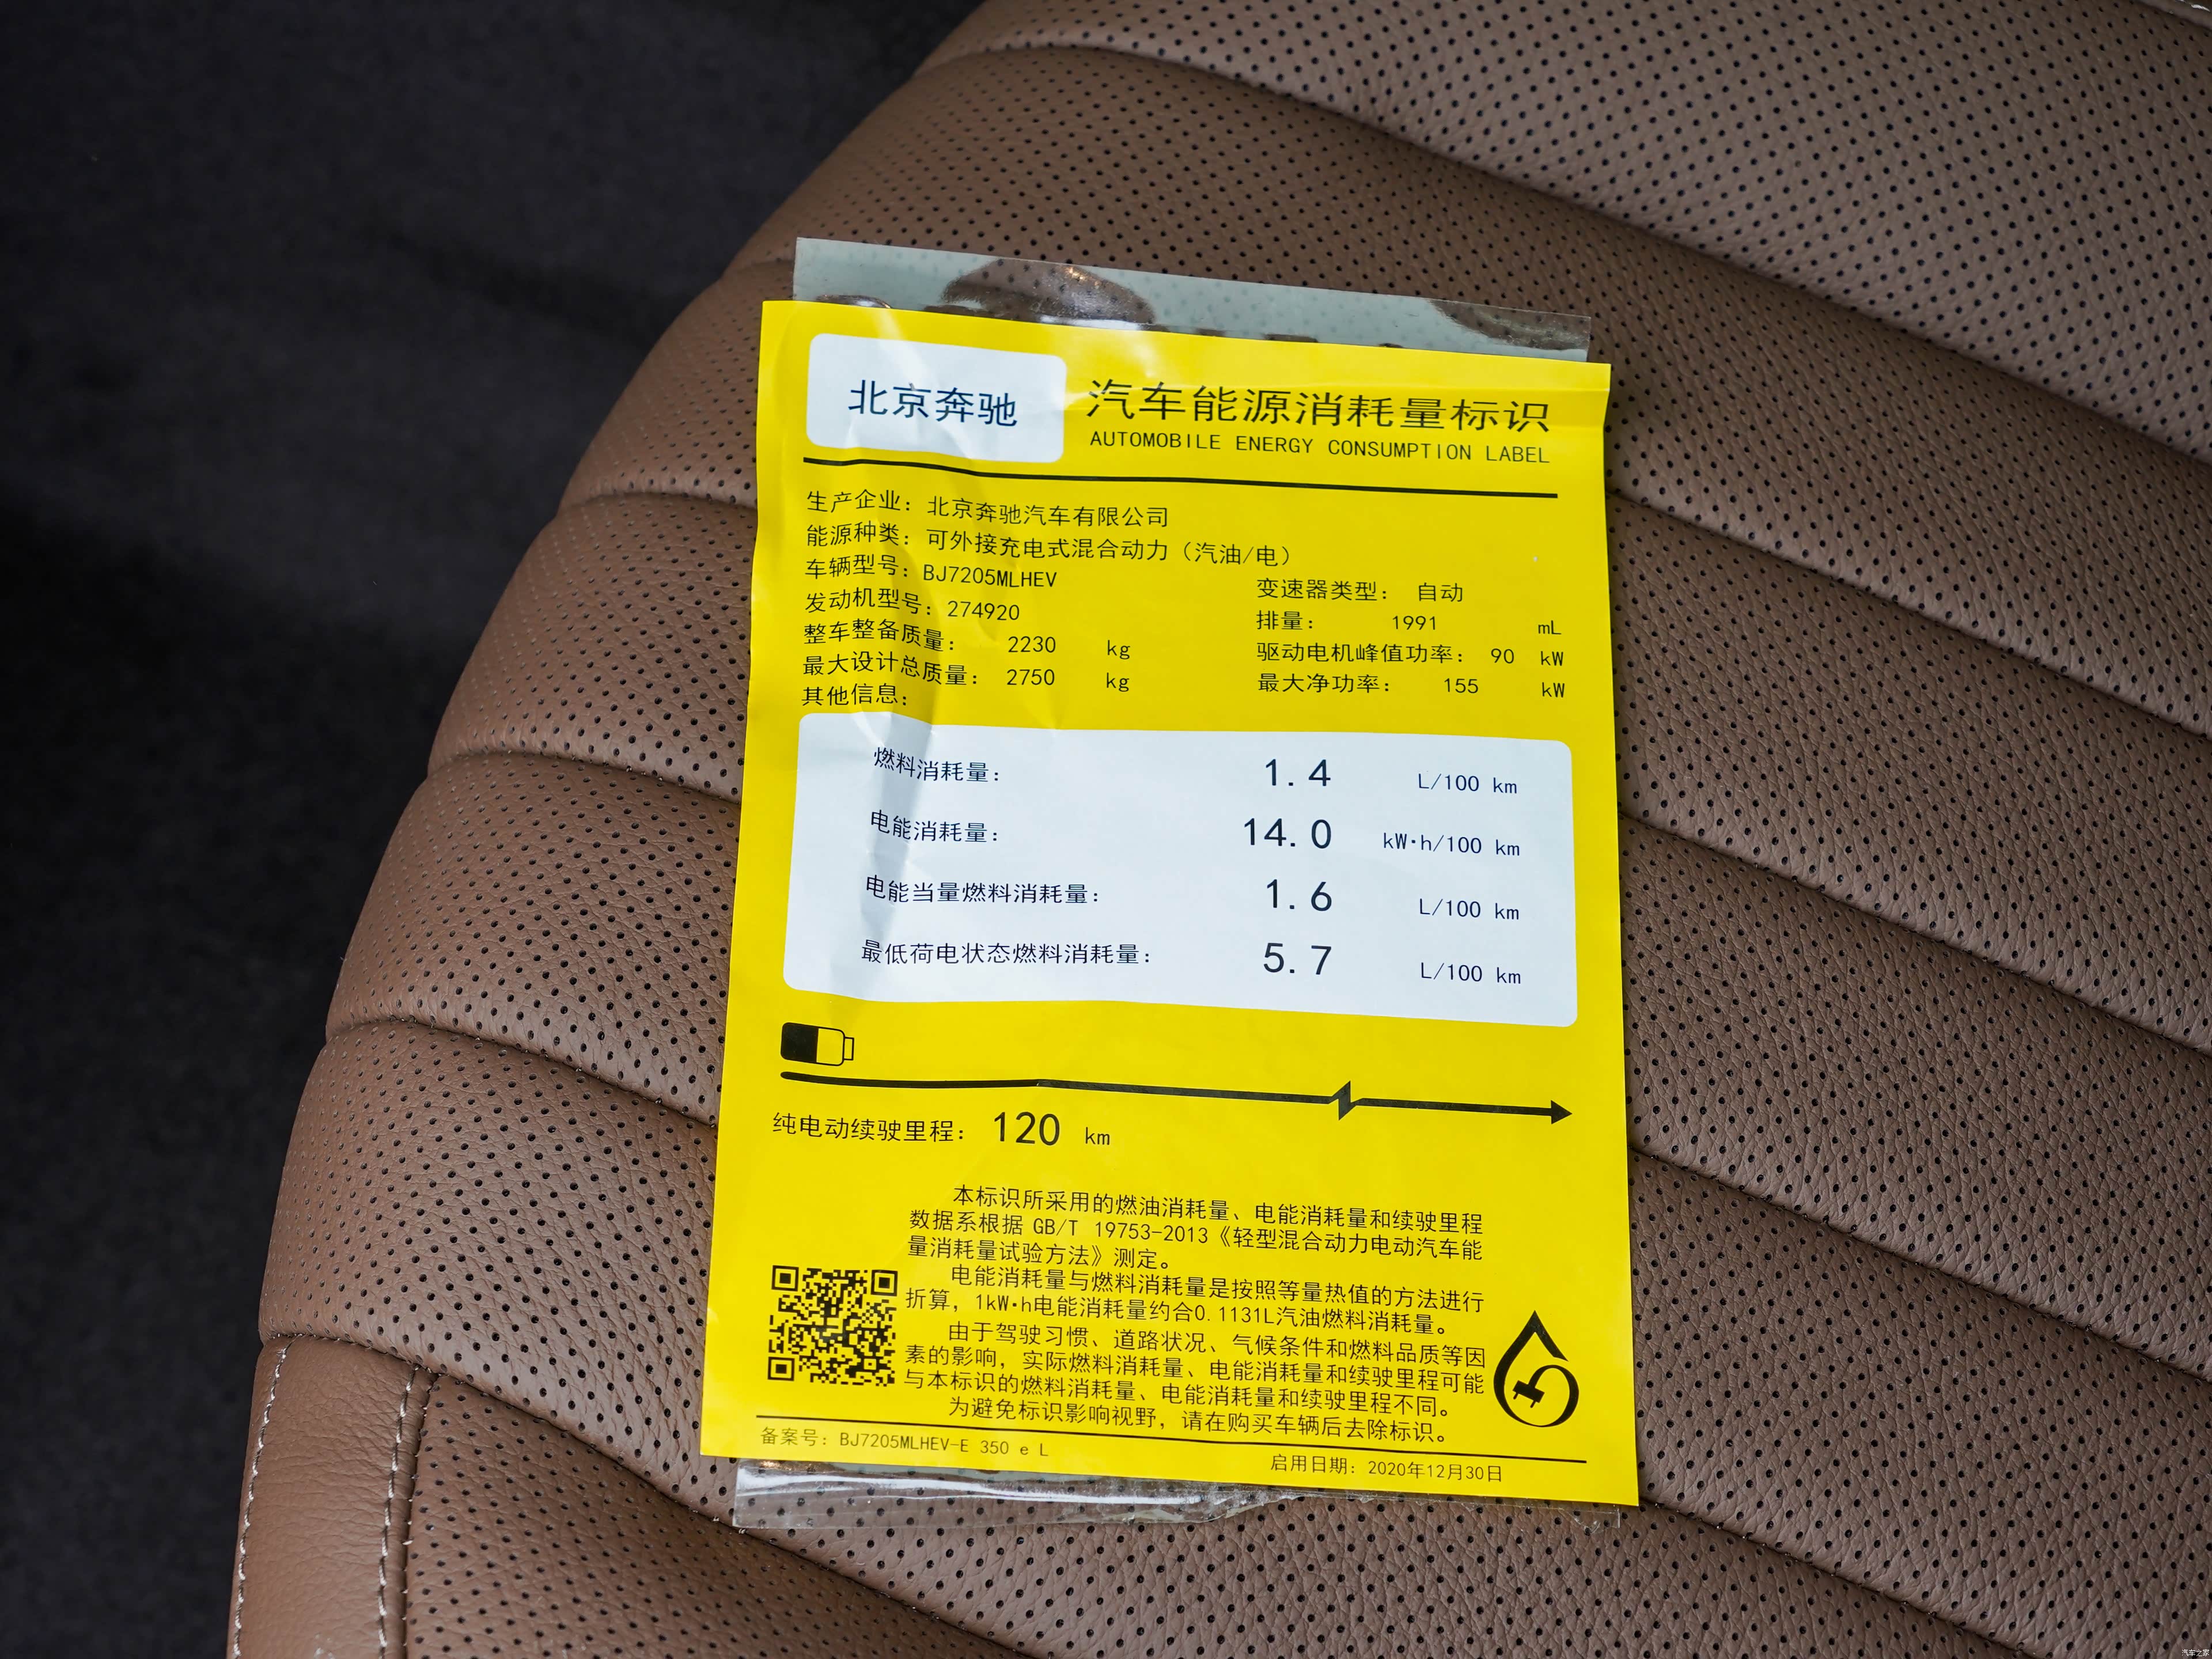 北京奔驰
汽车能源消耗量标识
AUTOMOBILE ENERGY CONSUMPTION LABEL
生产企业：北京奔驰汽车有限公司
能源种类：可外接充电式混合动力（汽油/电）
车辆型号：BJ7205MLHEV
变速器类型： 自动
发动机型号：274920
排量： 1991 mL
整车整备质量： 2230 kg
驱动电机峰值功率： 90 kW
最大设计总质量： 2750 kg
最大净功率： 155 kW
其他信息：
燃料消耗量： 1.4 L/100 km
电能消耗量： 14.0 kW·h/100 km
电能当量燃料消耗量： 1.6 L/100 km
最低荷电状态燃料消耗量： 5.7 L/100 km
纯电动续驶里程： 120 km
本标识所采用的燃油消耗量、电能消耗量和续驶里程
数据系根据 GB/T 19753-2013《轻型混合动力电动汽车能
量消耗量试验方法》测定。
电能消耗量与燃料消耗量是按照等量热值的方法进行
折算，1kW·h电能消耗量约合0.1131L汽油燃料消耗量。
由于驾驶习惯、道路状况、气候条件和燃料品质等因
素的影响，实际燃料消耗量、电能消耗量和续驶里程可能
与本标识的燃料消耗量、电能消耗量和续驶里程不同。
为避免标识影响视野，请在购买车辆后去除标识。
备案号：BJ7205MLHEV-E 350 e L
启用日期：2020年12月30日
汽车之家